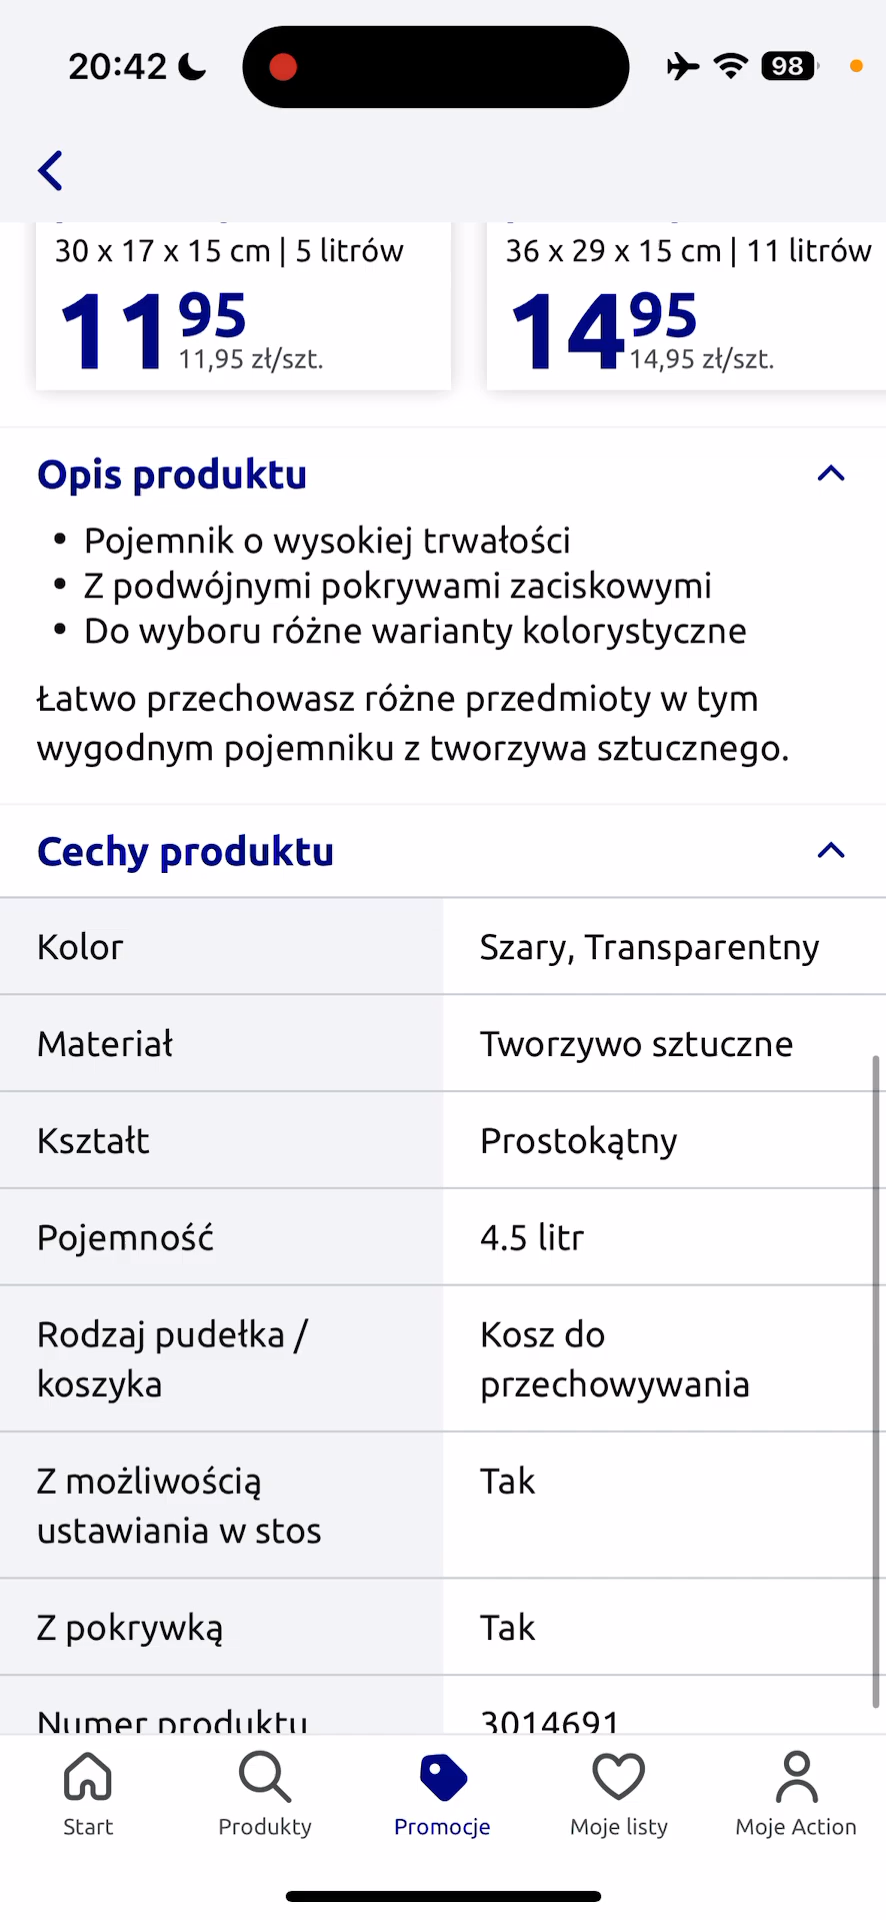 20:42
98
30 x 17 x 15 cm | 5 litrów
36 x 29 x 15 cm | 11 litrów
11 95
11,95 zł/szt.
14 95
14,95 zł/szt.
Opis produktu
• Pojemnik o wysokiej trwałości
• Z podwójnymi pokrywami zaciskowymi
• Do wyboru różne warianty kolorystyczne
Łatwo przechowasz różne przedmioty w tym
wygodnym pojemniku z tworzywa sztucznego.
Cechy produktu
Kolor
Szary, Transparentny
Materiał
Tworzywo sztuczne
Kształt
Prostokątny
Pojemność
4.5 litr
Rodzaj pudełka /
koszyka
Kosz do
przechowywania
Z możliwością
ustawiania w stos
Tak
Z pokrywką
Tak
Numer produktu
3014691
Start
Produkty
Promocje
Moje listy
Moje Action